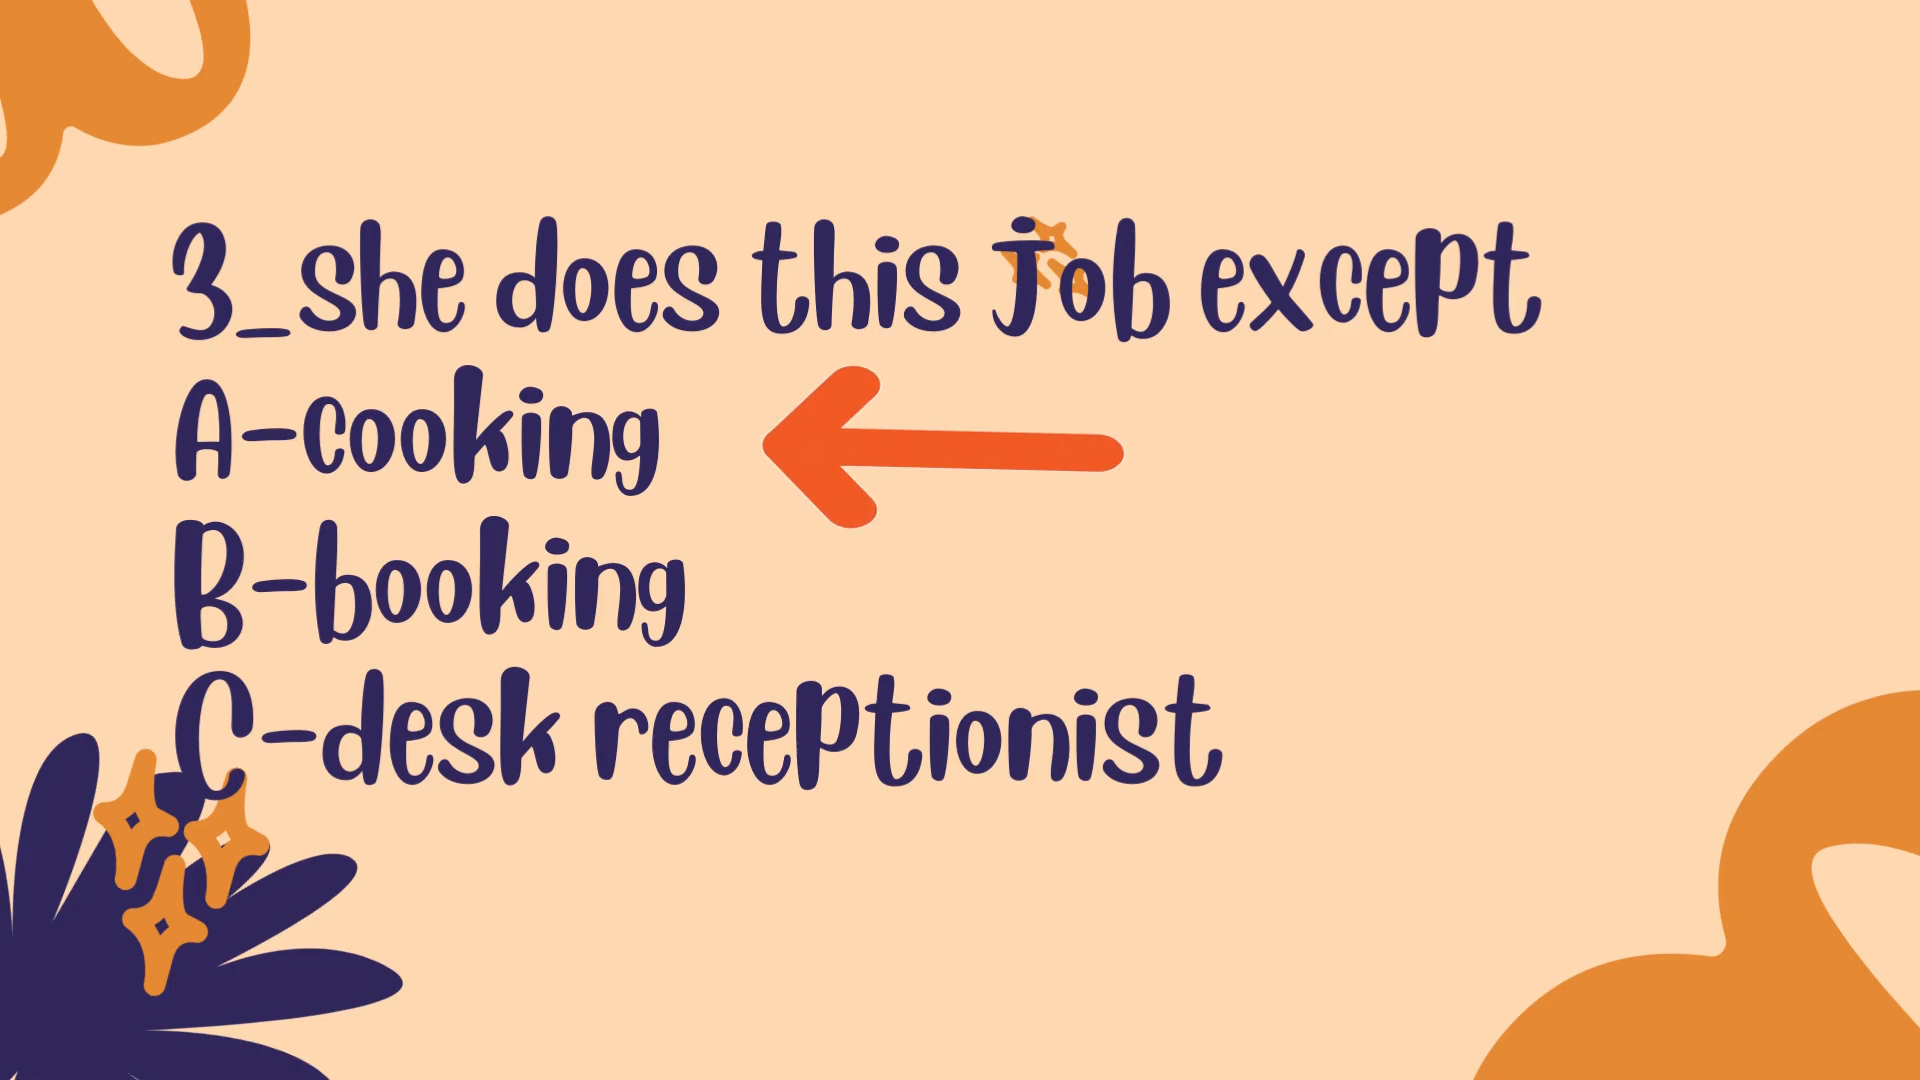 3_she does this job except
A-cooking
B-booking
C-desk receptionist